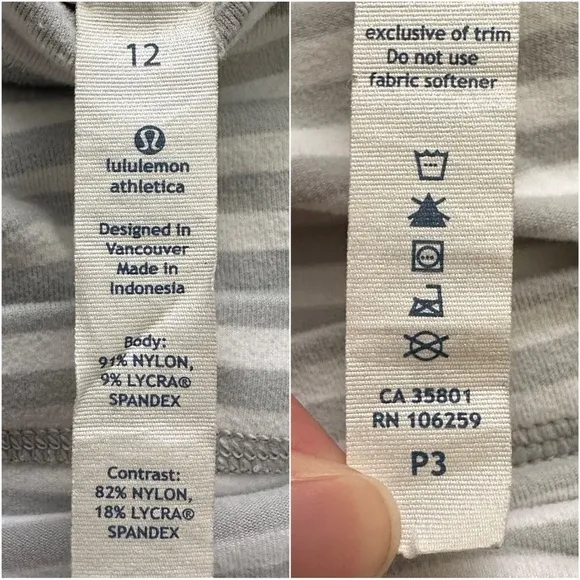 12
lululemon
athletica
Designed in
Vancouver
Made in
Indonesia
Body:
91% NYLON,
9% LYCRA®
SPANDEX
Contrast:
82% NYLON,
18% LYCRA®
SPANDEX
exclusive of trim
Do not use
fabric softener
CA 35801
RN 106259
P3